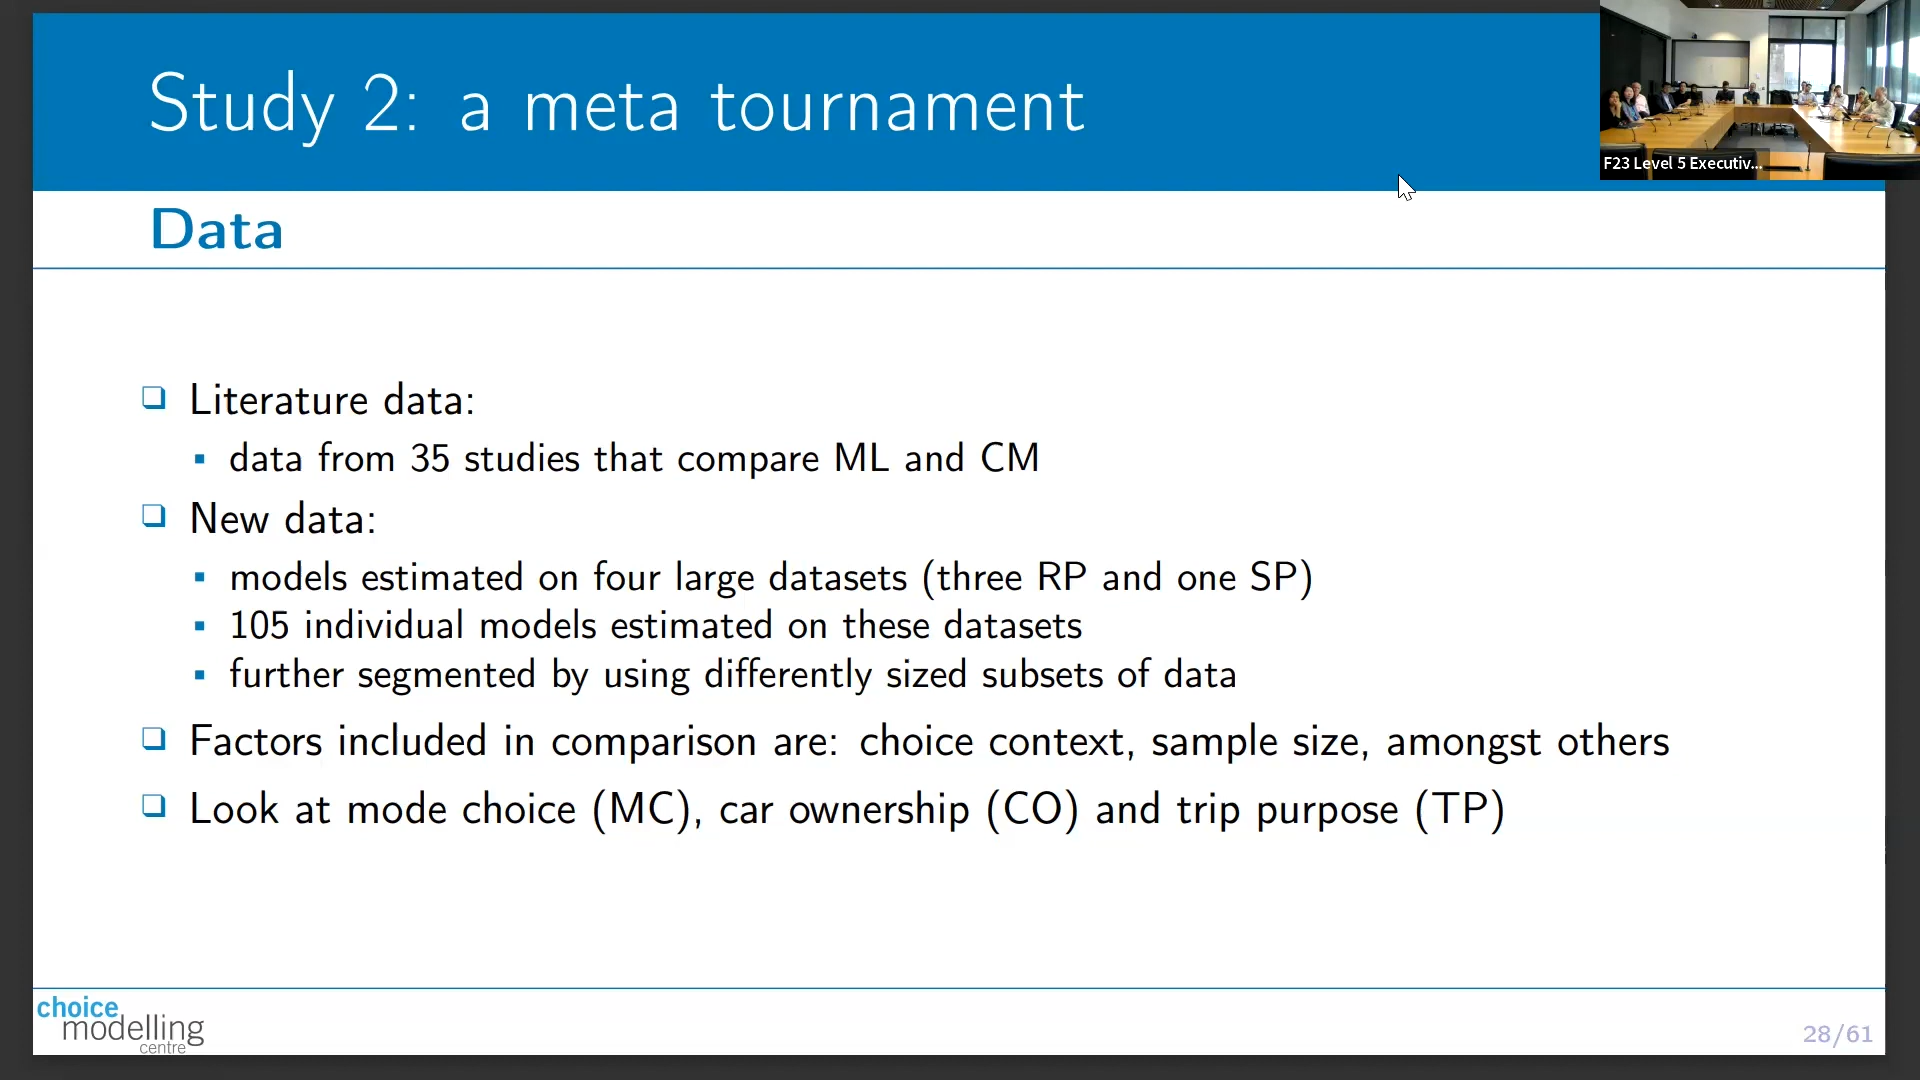 Study 2: a meta tournament
F23 Level 5 Executiv...
Data
Literature data:
data from 35 studies that compare ML and CM
New data:
models estimated on four large datasets (three RP and one SP)
105 individual models estimated on these datasets
further segmented by using differently sized subsets of data
Factors included in comparison are: choice context, sample size, amongst others
Look at mode choice (MC), car ownership (CO) and trip purpose (TP)
choice
modelling
centre
28/61